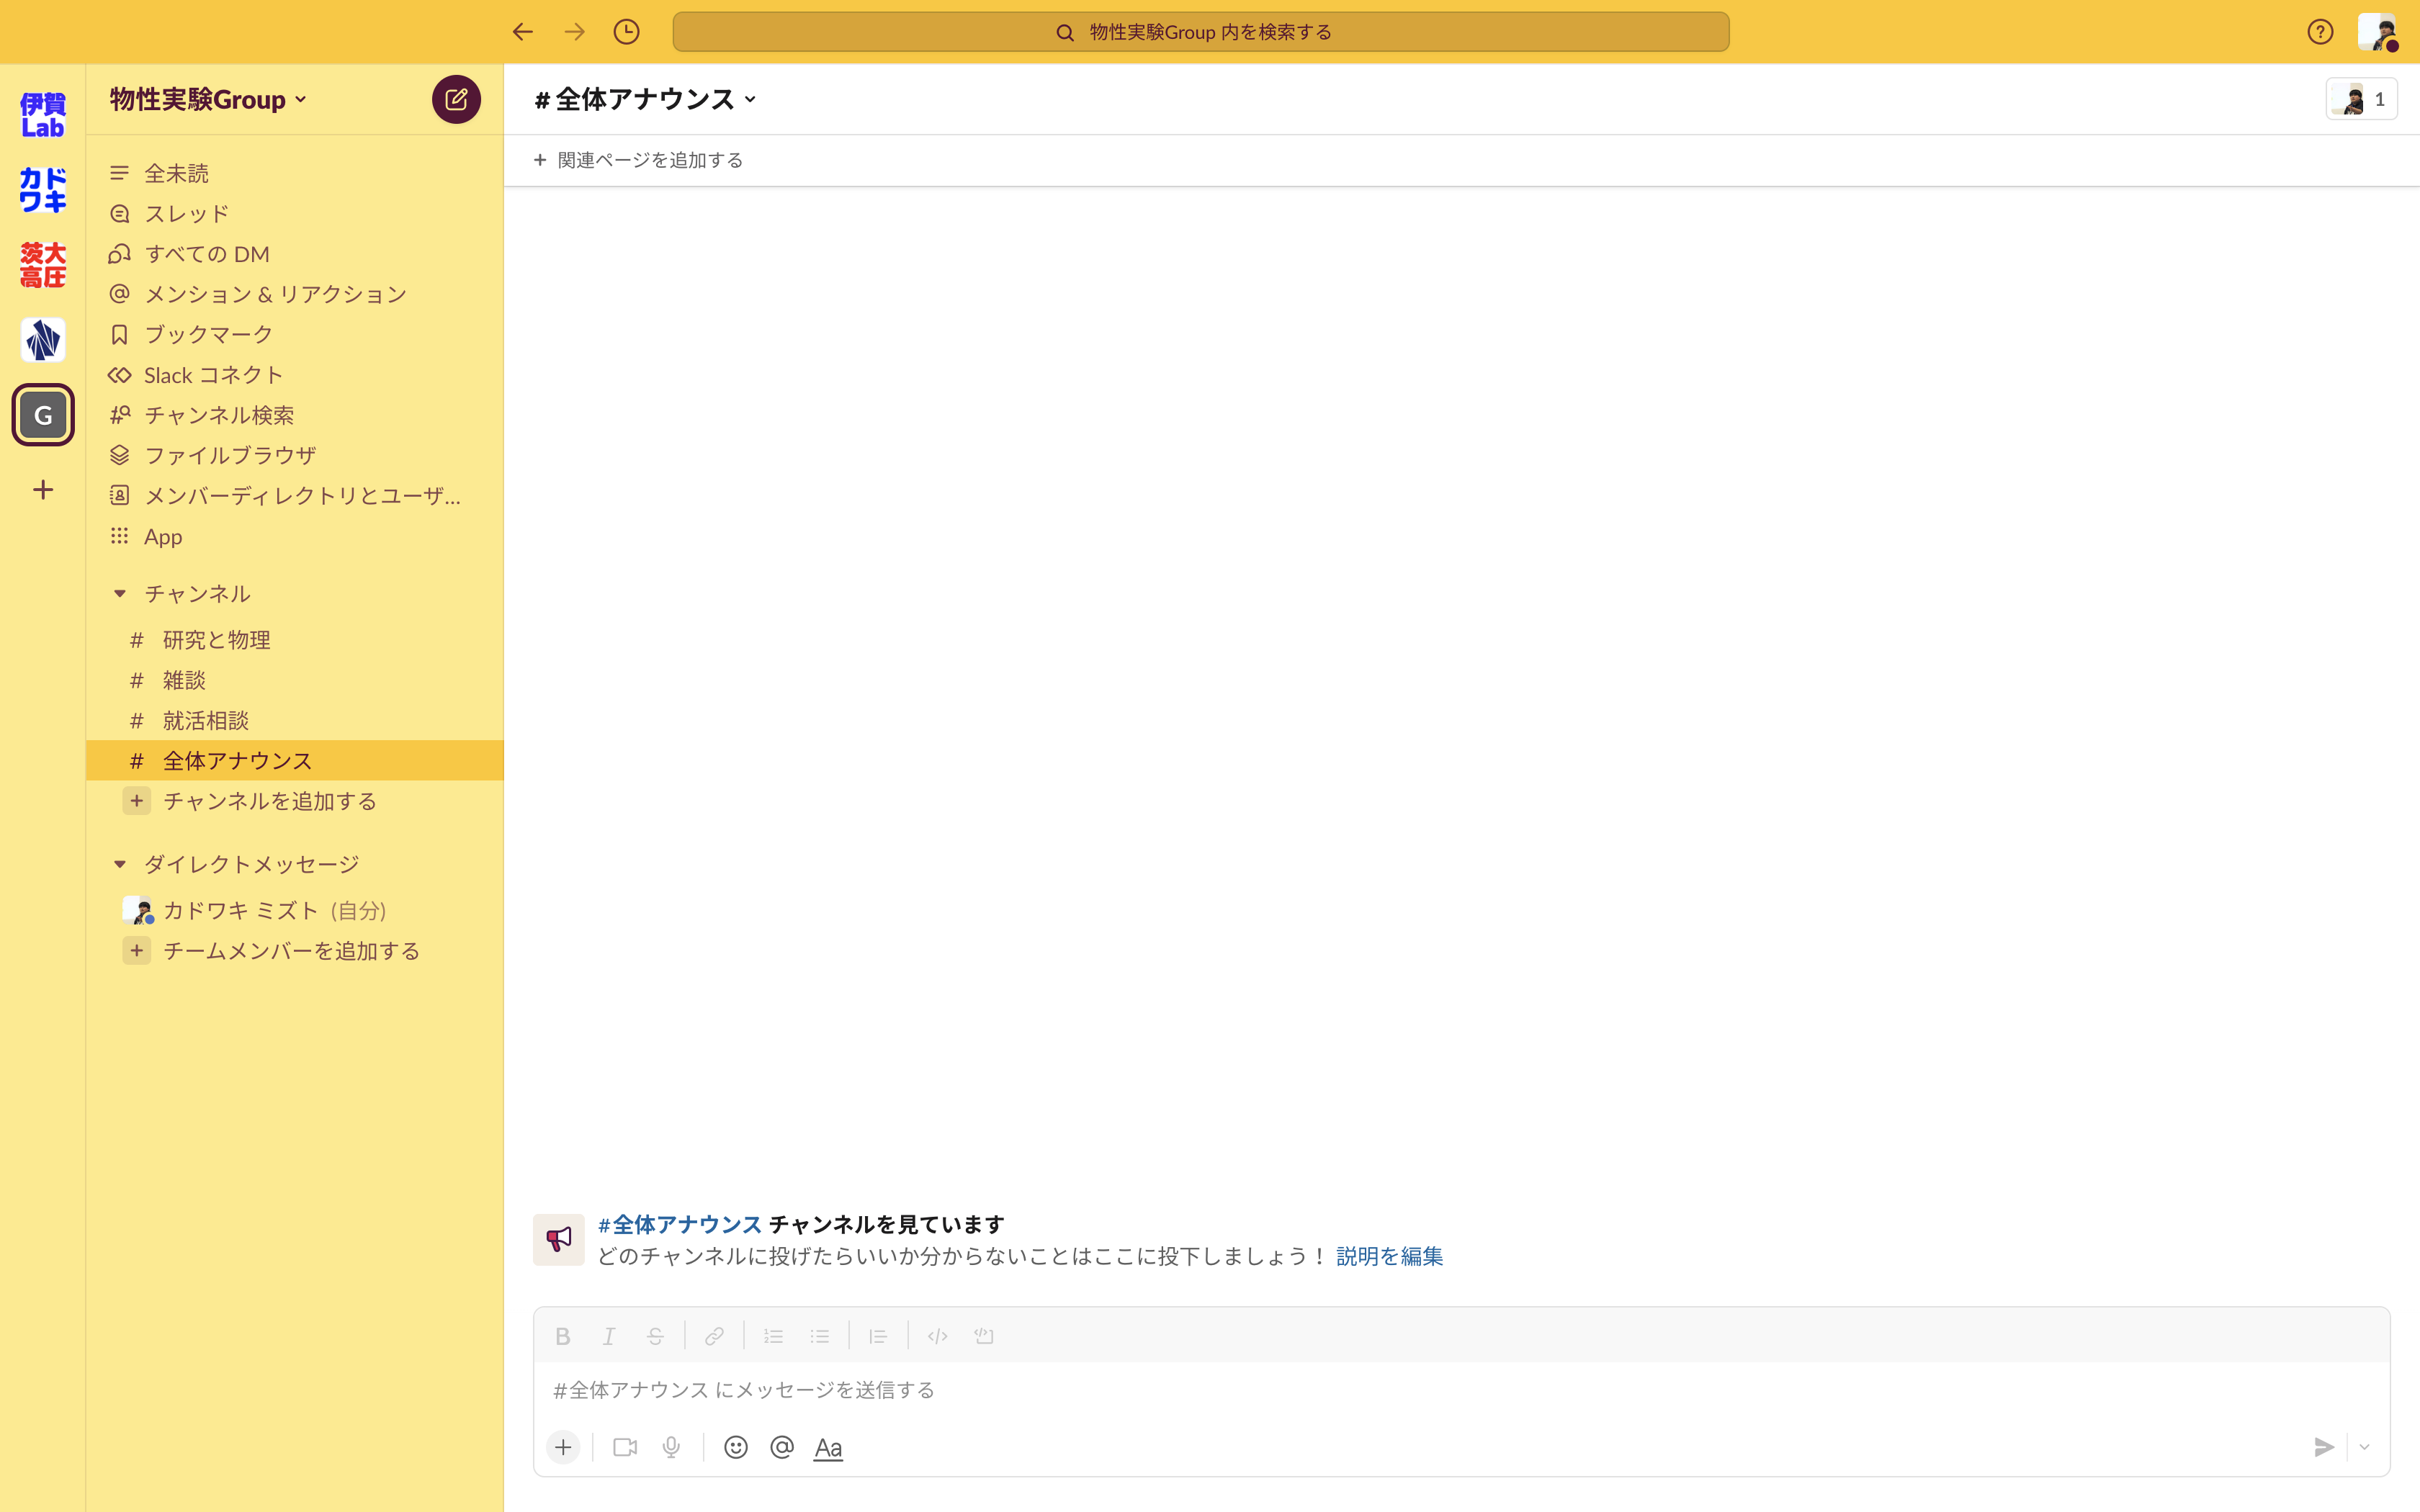 物性実験Group 内を検索する
伊賀
Lab
カド
ワキ
茨大
高圧
G
物性実験Group
全未読
スレッド
すべての DM
メンション & リアクション
ブックマーク
Slack コネクト
チャンネル検索
ファイルブラウザ
メンバーディレクトリとユーザ...
App
チャンネル
# 研究と物理
# 雑談
# 就活相談
# 全体アナウンス
+ チャンネルを追加する
ダイレクトメッセージ
カドワキ ミズト (自分)
+ チームメンバーを追加する
# 全体アナウンス
1
+ 関連ページを追加する
#全体アナウンス チャンネルを見ています
どのチャンネルに投げたらいいか分からないことはここに投下しましょう! 説明を編集
B I S
#全体アナウンス にメッセージを送信する
+ @ Aa